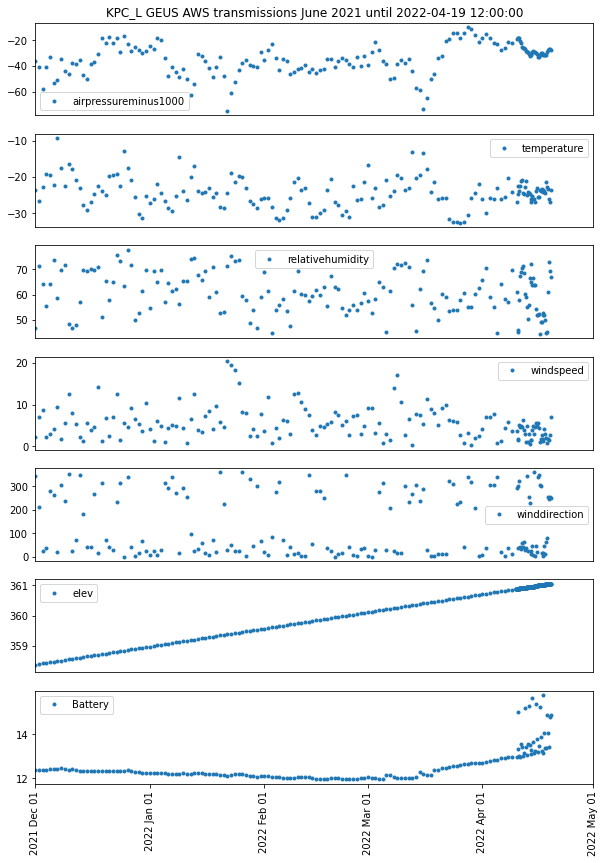 KPC_L GEUS AWS transmissions June 2021 until 2022-04-19 12:00:00
−20
−40
−60
airpressureminus1000
−10
−20
−30
temperature
70
60
50
relativehumidity
20
10
0
windspeed
300
200
100
0
winddirection
361
360
359
elev
14
12
Battery
2021 Dec 01
2022 Jan 01
2022 Feb 01
2022 Mar 01
2022 Apr 01
2022 May 01